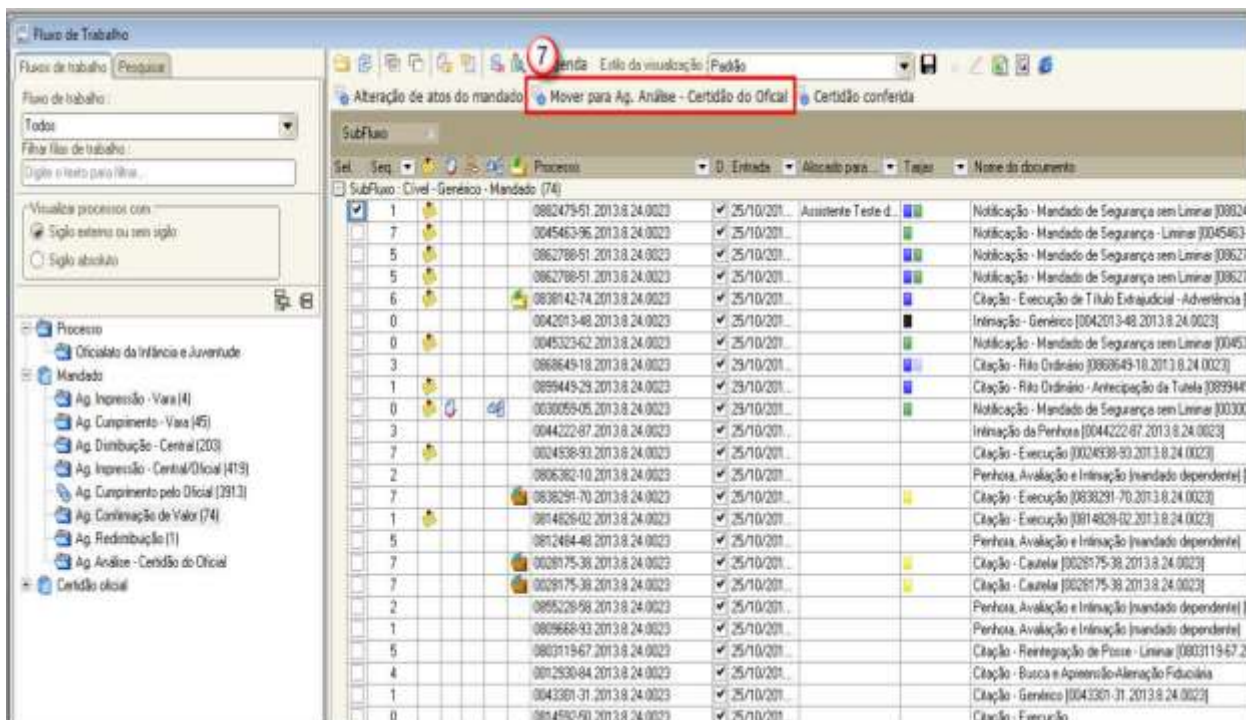 Fluxo de Trabalho
Fluxos de trabalho Pesquisar
Fluxo de trabalho :
Todos
Filtrar filas de trabalho :
Digite o texto para filtrar...
Visualizar processos com
Sigilo externo ou sem sigilo
Sigilo absoluto
Processo
Oficialato da Infância e Juventude
Mandado
Ag. Impressão - Vara (4)
Ag. Cumprimento - Vara (45)
Ag. Distribuição - Central (203)
Ag. Impressão - Central/Oficial (419)
Ag. Cumprimento pelo Oficial (3913)
Ag. Confirmação de Valor (74)
Ag. Redistribuição (1)
Ag. Análise - Certidão do Oficial
Certidão oficial
7
enda Estilo da visualização : Padrão
Alteração de atos do mandado Mover para Ag. Análise - Certidão do Oficial Certidão conferida
SubFluxo
Sel. Seq. Processo D. Entrada Alocado para ... Tarjas Nome do documento
SubFluxo : Cível - Genérico - Mandado (74)
1 0882479-51.2013.8.24.0023 25/10/201... Assistente Teste d... Notificação - Mandado de Segurança sem Liminar [08824
7 0045463-96.2013.8.24.0023 25/10/201... Notificação - Mandado de Segurança - Liminar [0045463-
5 0862788-51.2013.8.24.0023 25/10/201... Notificação - Mandado de Segurança sem Liminar [08627
5 0862788-51.2013.8.24.0023 25/10/201... Notificação - Mandado de Segurança sem Liminar [08627
6 0838142-74.2013.8.24.0023 25/10/201... Citação - Execução de Título Extrajudicial - Advertência [
0 0042013-48.2013.8.24.0023 25/10/201... Intimação - Genérico [0042013-48.2013.8.24.0023]
0 0045323-62.2013.8.24.0023 25/10/201... Notificação - Mandado de Segurança sem Liminar [00453
3 0868649-18.2013.8.24.0023 29/10/201... Citação - Rito Ordinário [0868649-18.2013.8.24.0023]
1 0899449-29.2013.8.24.0023 29/10/201... Citação - Rito Ordinário - Antecipação da Tutela [0899449
0 0030059-05.2013.8.24.0023 29/10/201... Notificação - Mandado de Segurança sem Liminar [00300
3 0044222-87.2013.8.24.0023 25/10/201... Intimação da Penhora [0044222-87.2013.8.24.0023]
7 0024938-93.2013.8.24.0023 25/10/201... Citação - Execução [0024938-93.2013.8.24.0023]
2 0806382-10.2013.8.24.0023 25/10/201... Penhora, Avaliação e Intimação (mandado dependente) [
7 0838291-70.2013.8.24.0023 25/10/201... Citação - Execução [0838291-70.2013.8.24.0023]
1 0814828-02.2013.8.24.0023 25/10/201... Citação - Execução [0814828-02.2013.8.24.0023]
5 0812484-48.2013.8.24.0023 25/10/201... Penhora, Avaliação e Intimação (mandado dependente)
7 0028175-38.2013.8.24.0023 25/10/201... Citação - Cautelar [0028175-38.2013.8.24.0023]
7 0028175-38.2013.8.24.0023 25/10/201... Citação - Cautelar [0028175-38.2013.8.24.0023]
2 0855228-58.2013.8.24.0023 25/10/201... Penhora, Avaliação e Intimação (mandado dependente) [
1 0809668-93.2013.8.24.0023 25/10/201... Penhora, Avaliação e Intimação (mandado dependente)
5 0803119-67.2013.8.24.0023 25/10/201... Citação - Reintegração de Posse - Liminar [0803119-67.2
4 0012930-84.2013.8.24.0023 25/10/201... Citação - Busca e Apreensão-Alienação Fiduciária
1 0043301-31.2013.8.24.0023 25/10/201... Citação - Genérico [0043301-31.2013.8.24.0023]
0 0814592-50.2013.8.24.0023 25/10/201... Citação - Execução